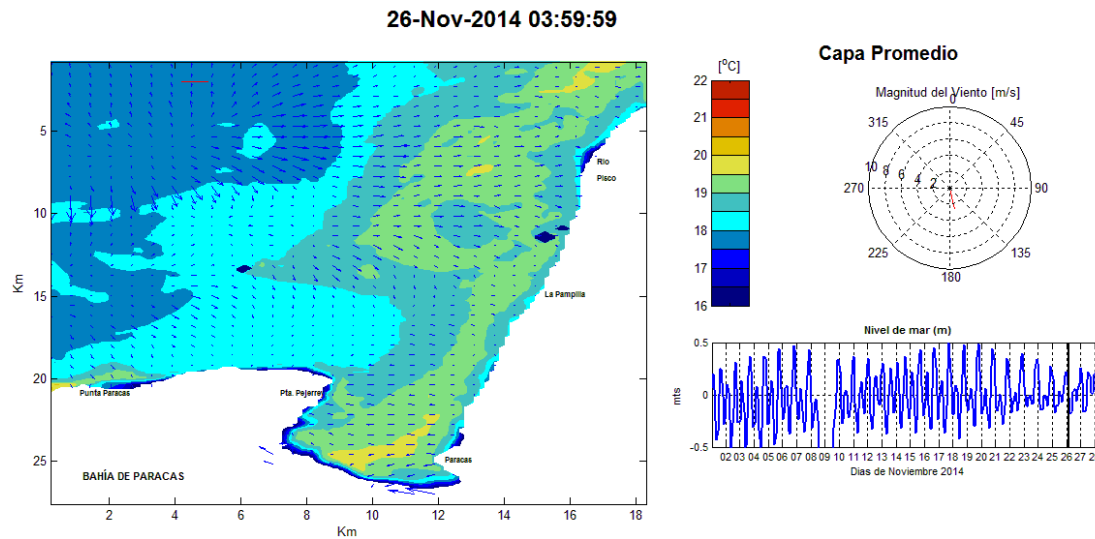 26-Nov-2014 03:59:59
Capa Promedio
[°C]
22
21
20
19
18
17
16
Magnitud del Viento [m/s]
0
45
90
135
180
225
270
315
10 8 6 4 2
5
10
15
20
25
Km
2 4 6 8 10 12 14 16 18
Km
Rio
Pisco
La Pampilla
Punta Paracas
Pta. Pejerrey
Paracas
BAHÍA DE PARACAS
Nivel de mar (m)
0.5
0
-0.5
mts
02 03 04 05 06 07 08 09 10 11 12 13 14 15 16 17 18 19 20 21 22 23 24 25 26 27 28
Dias de Noviembre 2014